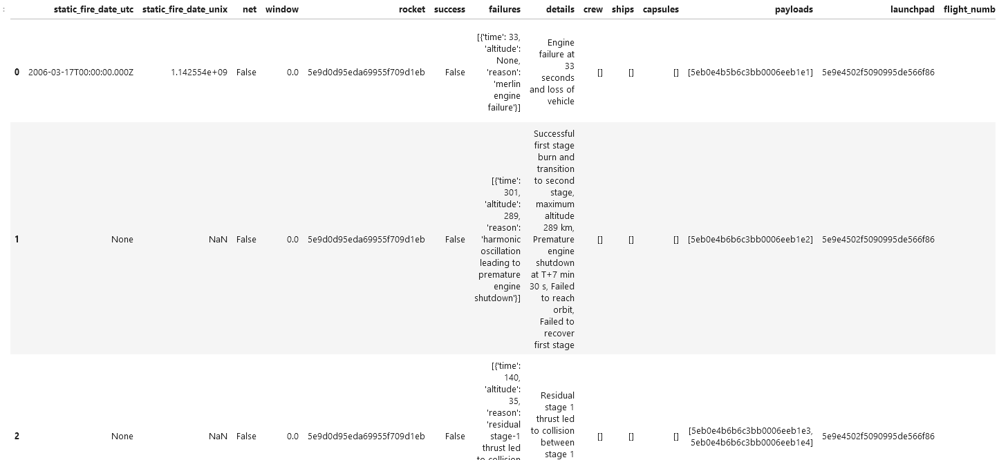 :
static_fire_date_utc static_fire_date_unix net window rocket success failures details crew ships capsules payloads launchpad flight_numb
[{'time': 33,
'altitude':
None,
'reason':
'merlin
engine
failure'}]
Engine
failure at
33
seconds
and loss of
vehicle
0 2006-03-17T00:00:00.000Z 1.142554e+09 False 0.0 5e9d0d95eda69955f709d1eb False [] [] [] [5eb0e4b5b6c3bb0006eeb1e1] 5e9e4502f5090995de566f86
[{'time':
301,
'altitude':
289,
'reason':
'harmonic
oscillation
leading to
premature
engine
shutdown'}]
Successful
first stage
burn and
transition
to second
stage,
maximum
altitude
289 km,
Premature
engine
shutdown
at T+7 min
30 s, Failed
to reach
orbit,
Failed to
recover
first stage
1 None NaN False 0.0 5e9d0d95eda69955f709d1eb False [] [] [] [5eb0e4b6b6c3bb0006eeb1e2] 5e9e4502f5090995de566f86
[{'time':
140,
'altitude':
35,
'reason':
'residual
stage-1
thrust led
to collision
Residual
stage 1
thrust led
to collision
between
stage 1
2 None NaN False 0.0 5e9d0d95eda69955f709d1eb False [] [] [] [5eb0e4b6b6c3bb0006eeb1e3,
5eb0e4b6b6c3bb0006eeb1e4] 5e9e4502f5090995de566f86